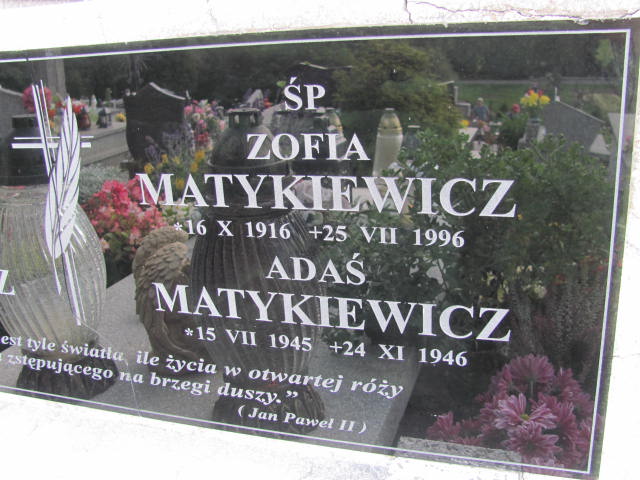 ŚP
ZOFIA
MATYKIEWICZ
*16 X 1916 +25 VII 1996
ADAŚ
MATYKIEWICZ
*15 VII 1945 +24 XI 1946
Z
est tyle światła, ile życia w otwartej róży
zstępującego na brzegi duszy."
(Jan Paweł II)